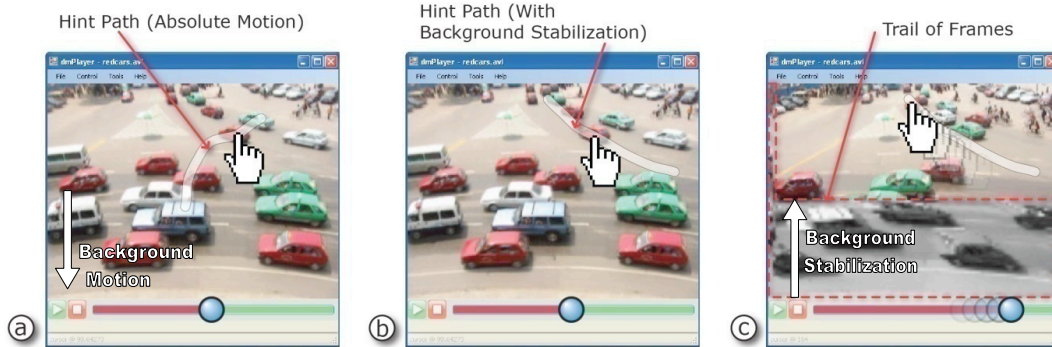 Hint Path (Absolute Motion)
Hint Path (With
Background Stabilization)
Trail of Frames
dmPlayer - redcars.avi
File Control Tools Help
dmPlayer - redcars.avi
File Control Tools Help
dmPlayer - redcars.avi
File Control Tools Help
Background
Motion
Background
Stabilization
a
b
c